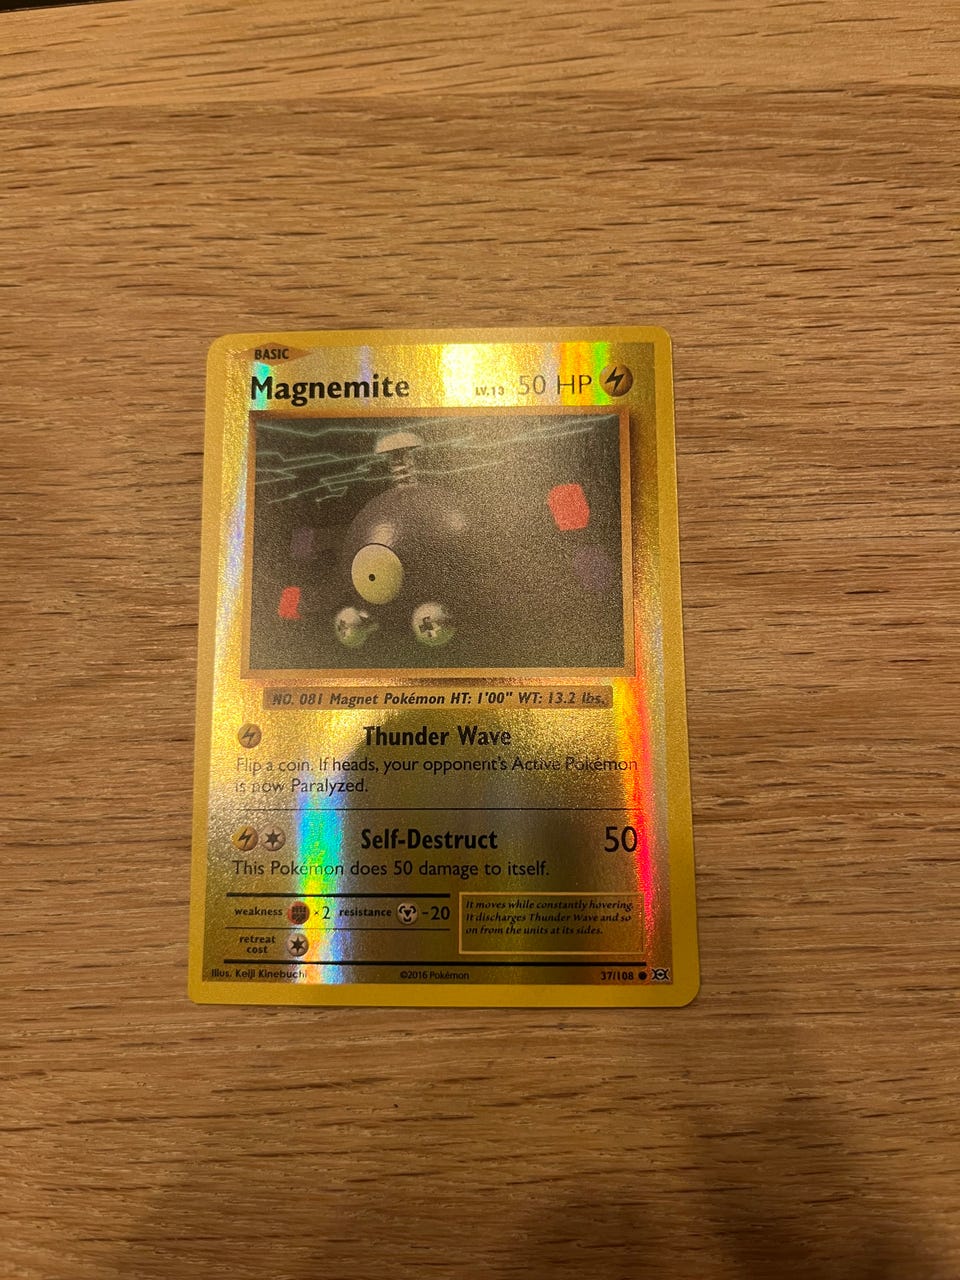 BASIC
Magnemite LV.13 50 HP
NO. 081 Magnet Pokémon HT: 1'00" WT: 13.2 lbs.
Thunder Wave
Flip a coin. If heads, your opponent's Active Pokémon
is now Paralyzed.
Self-Destruct 50
This Pokémon does 50 damage to itself.
weakness ×2 resistance -20
retreat
cost
It moves while constantly hovering.
It discharges Thunder Wave and so
on from the units at its sides.
Illus. Keiji Kinebuchi ©2016 Pokémon 37/108